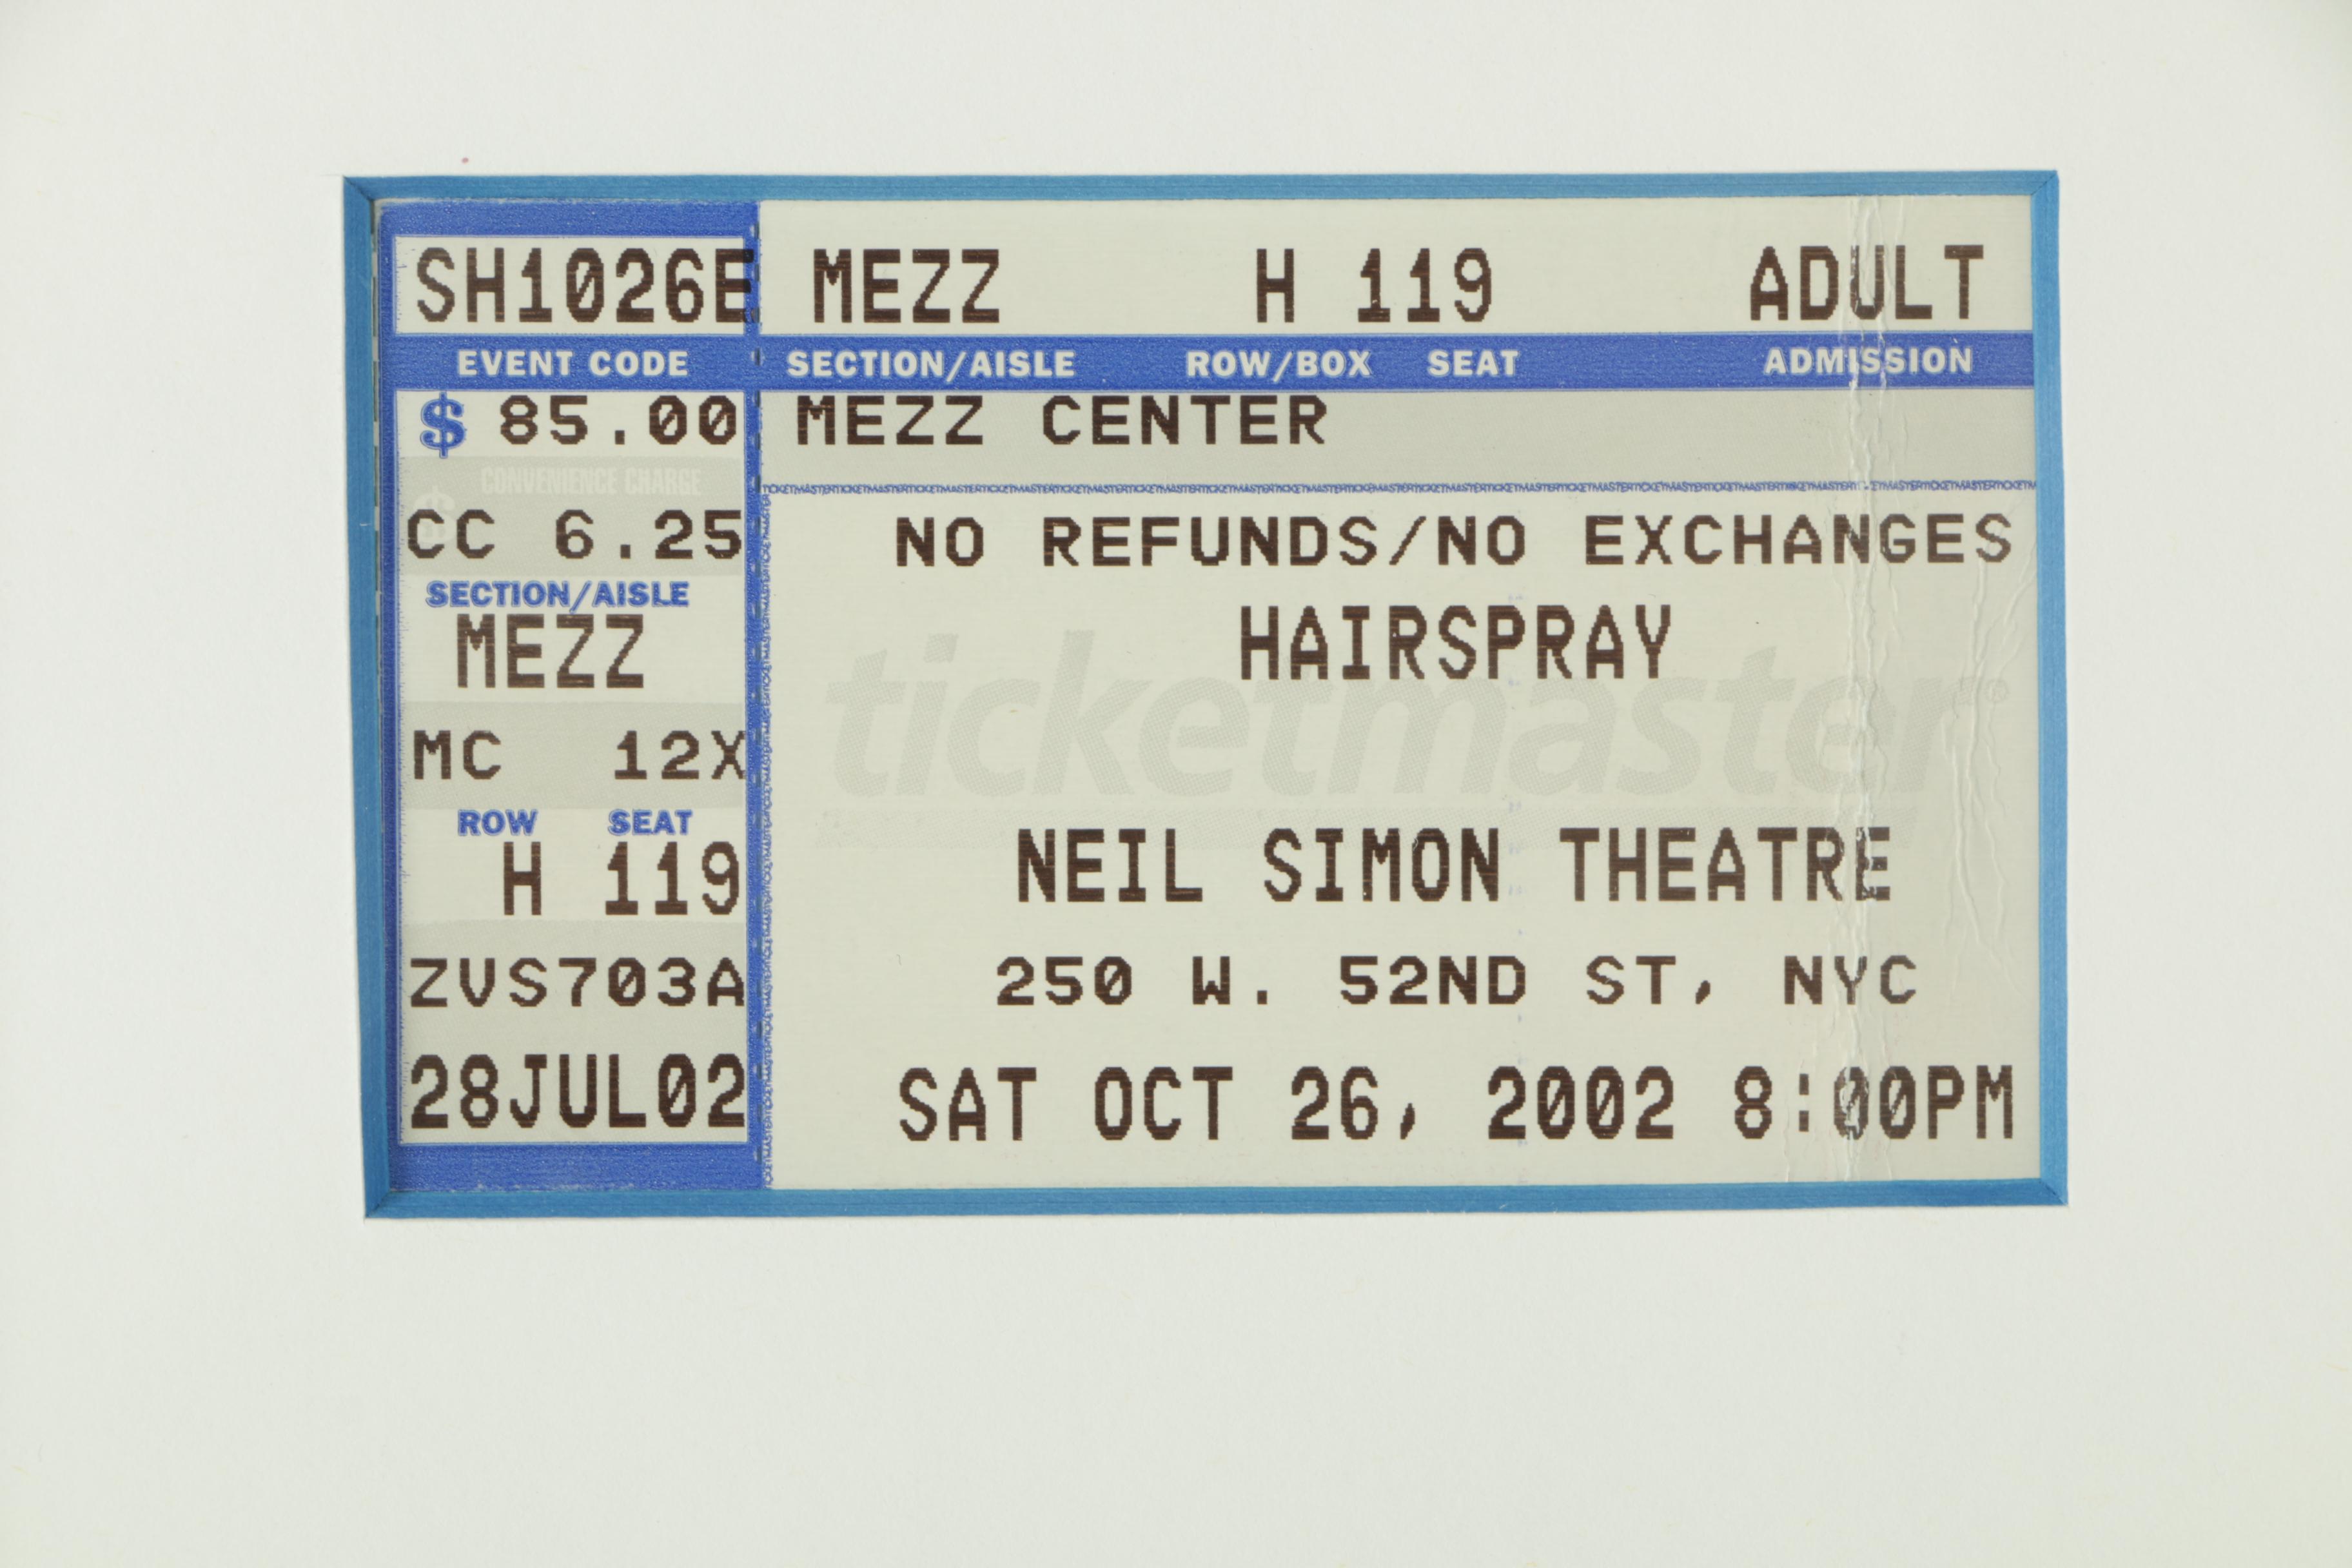 SH1026E MEZZ H 119 ADULT
EVENT CODE SECTION/AISLE ROW/BOX SEAT ADMISSION
$ 85.00 MEZZ CENTER
CONVENIENCE CHARGE
$
CC 6.25 NO REFUNDS/NO EXCHANGES
SECTION/AISLE
MEZZ HAIRSPRAY
ticketmaster®
MC 12X
ROW SEAT
H 119 NEIL SIMON THEATRE
ZVS703A 250 W. 52ND ST, NYC
28JUL02 SAT OCT 26, 2002 8:00PM